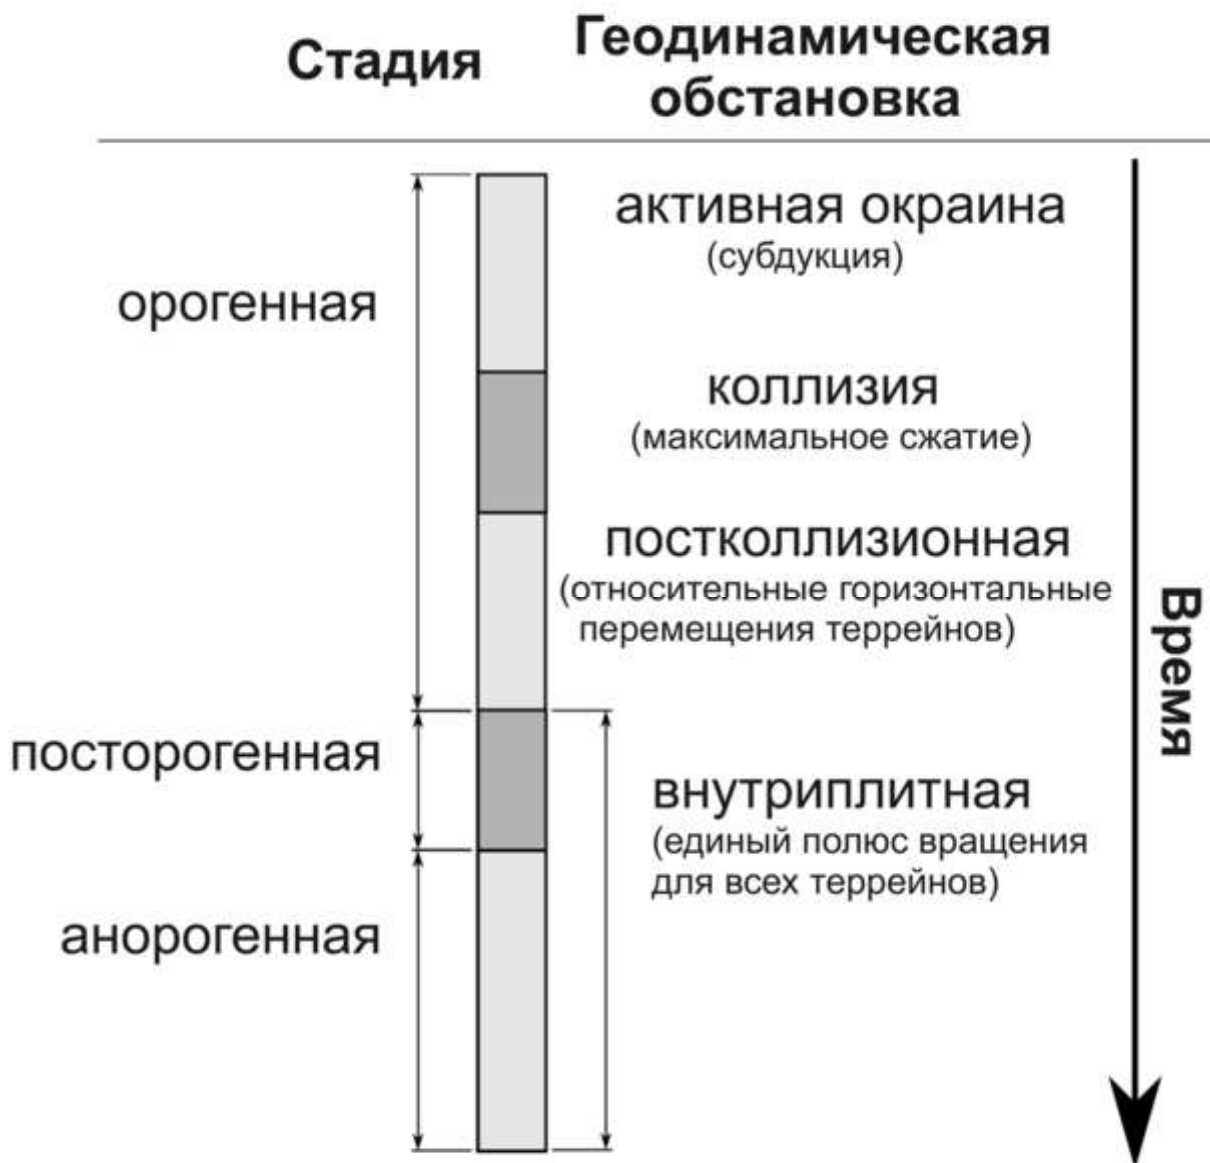 Стадия
Геодинамическая
обстановка
активная окраина
(субдукция)
орогенная
коллизия
(максимальное сжатие)
постколлизионная
(относительные горизонтальные
перемещения террейнов)
Время
посторогенная
внутриплитная
(единый полюс вращения
для всех террейнов)
анорогенная